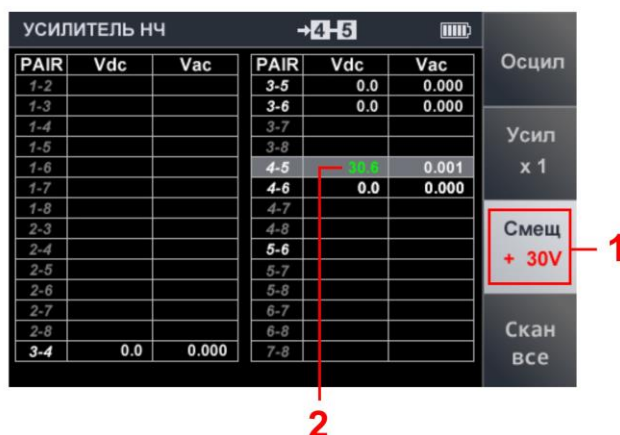 УСИЛИТЕЛЬ НЧ →4-5
PAIR Vdc Vac
1-2
1-3
1-4
1-5
1-6
1-7
1-8
2-3
2-4
2-5
2-6
2-7
2-8
3-4 0.0 0.000
PAIR Vdc Vac
3-5 0.0 0.000
3-6 0.0 0.000
3-7
3-8
4-5 30.6 0.001
4-6 0.0 0.000
4-7
4-8
5-6
5-7
5-8
6-7
6-8
7-8
Осцил
Усил
x 1
Смещ
+ 30V
Скан
все
1
2